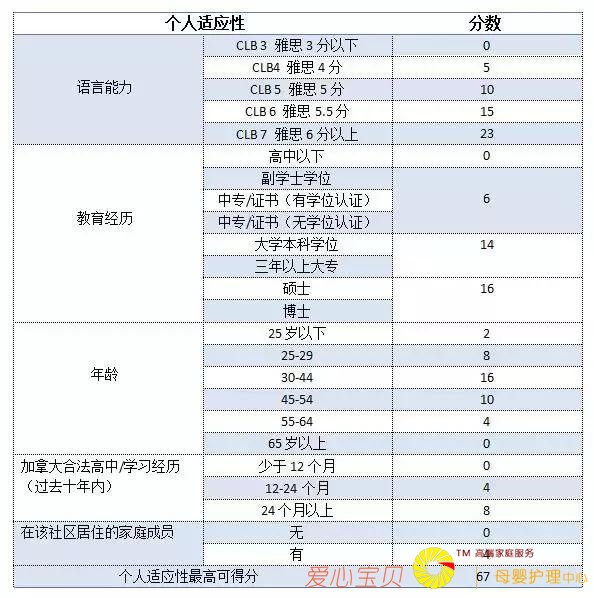 个人适应性 分数
语言能力 CLB 3 雅思 3 分以下 0
CLB4 雅思 4 分 5
CLB 5 雅思 5 分 10
CLB 6 雅思 5.5 分 15
CLB 7 雅思 6 分以上 23
教育经历 高中以下 0
副学士学位
中专/证书（有学位认证） 6
中专/证书（无学位认证）
大学本科学位 14
三年以上大专
硕士 16
博士
年龄 25 岁以下 2
25-29 8
30-44 16
45-54 10
55-64 4
65 岁以上 0
加拿大合法高中/学习经历（过去十年内） 少于 12 个月 0
12-24 个月 4
24 个月以上 8
在该社区居住的家庭成员 无 0
有 4
个人适应性最高可得分 67
爱心宝贝
TM 高端家庭服务
母婴护理中心